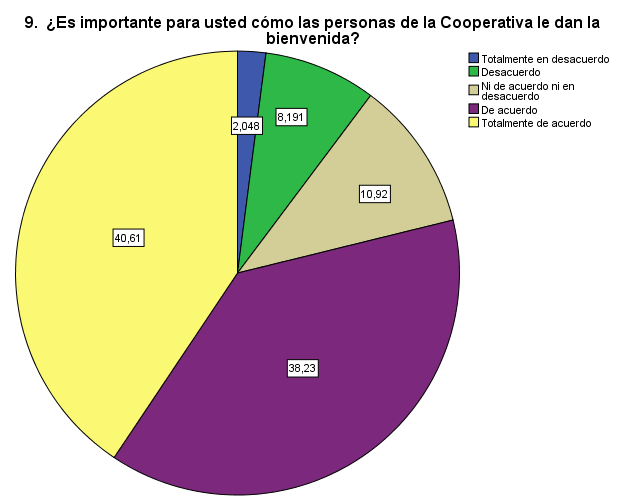 9. ¿Es importante para usted cómo las personas de la Cooperativa le dan la
bienvenida?
Totalmente en desacuerdo
Desacuerdo
Ni de acuerdo ni en
desacuerdo
De acuerdo
Totalmente de acuerdo
2,048
8,191
10,92
40,61
38,23